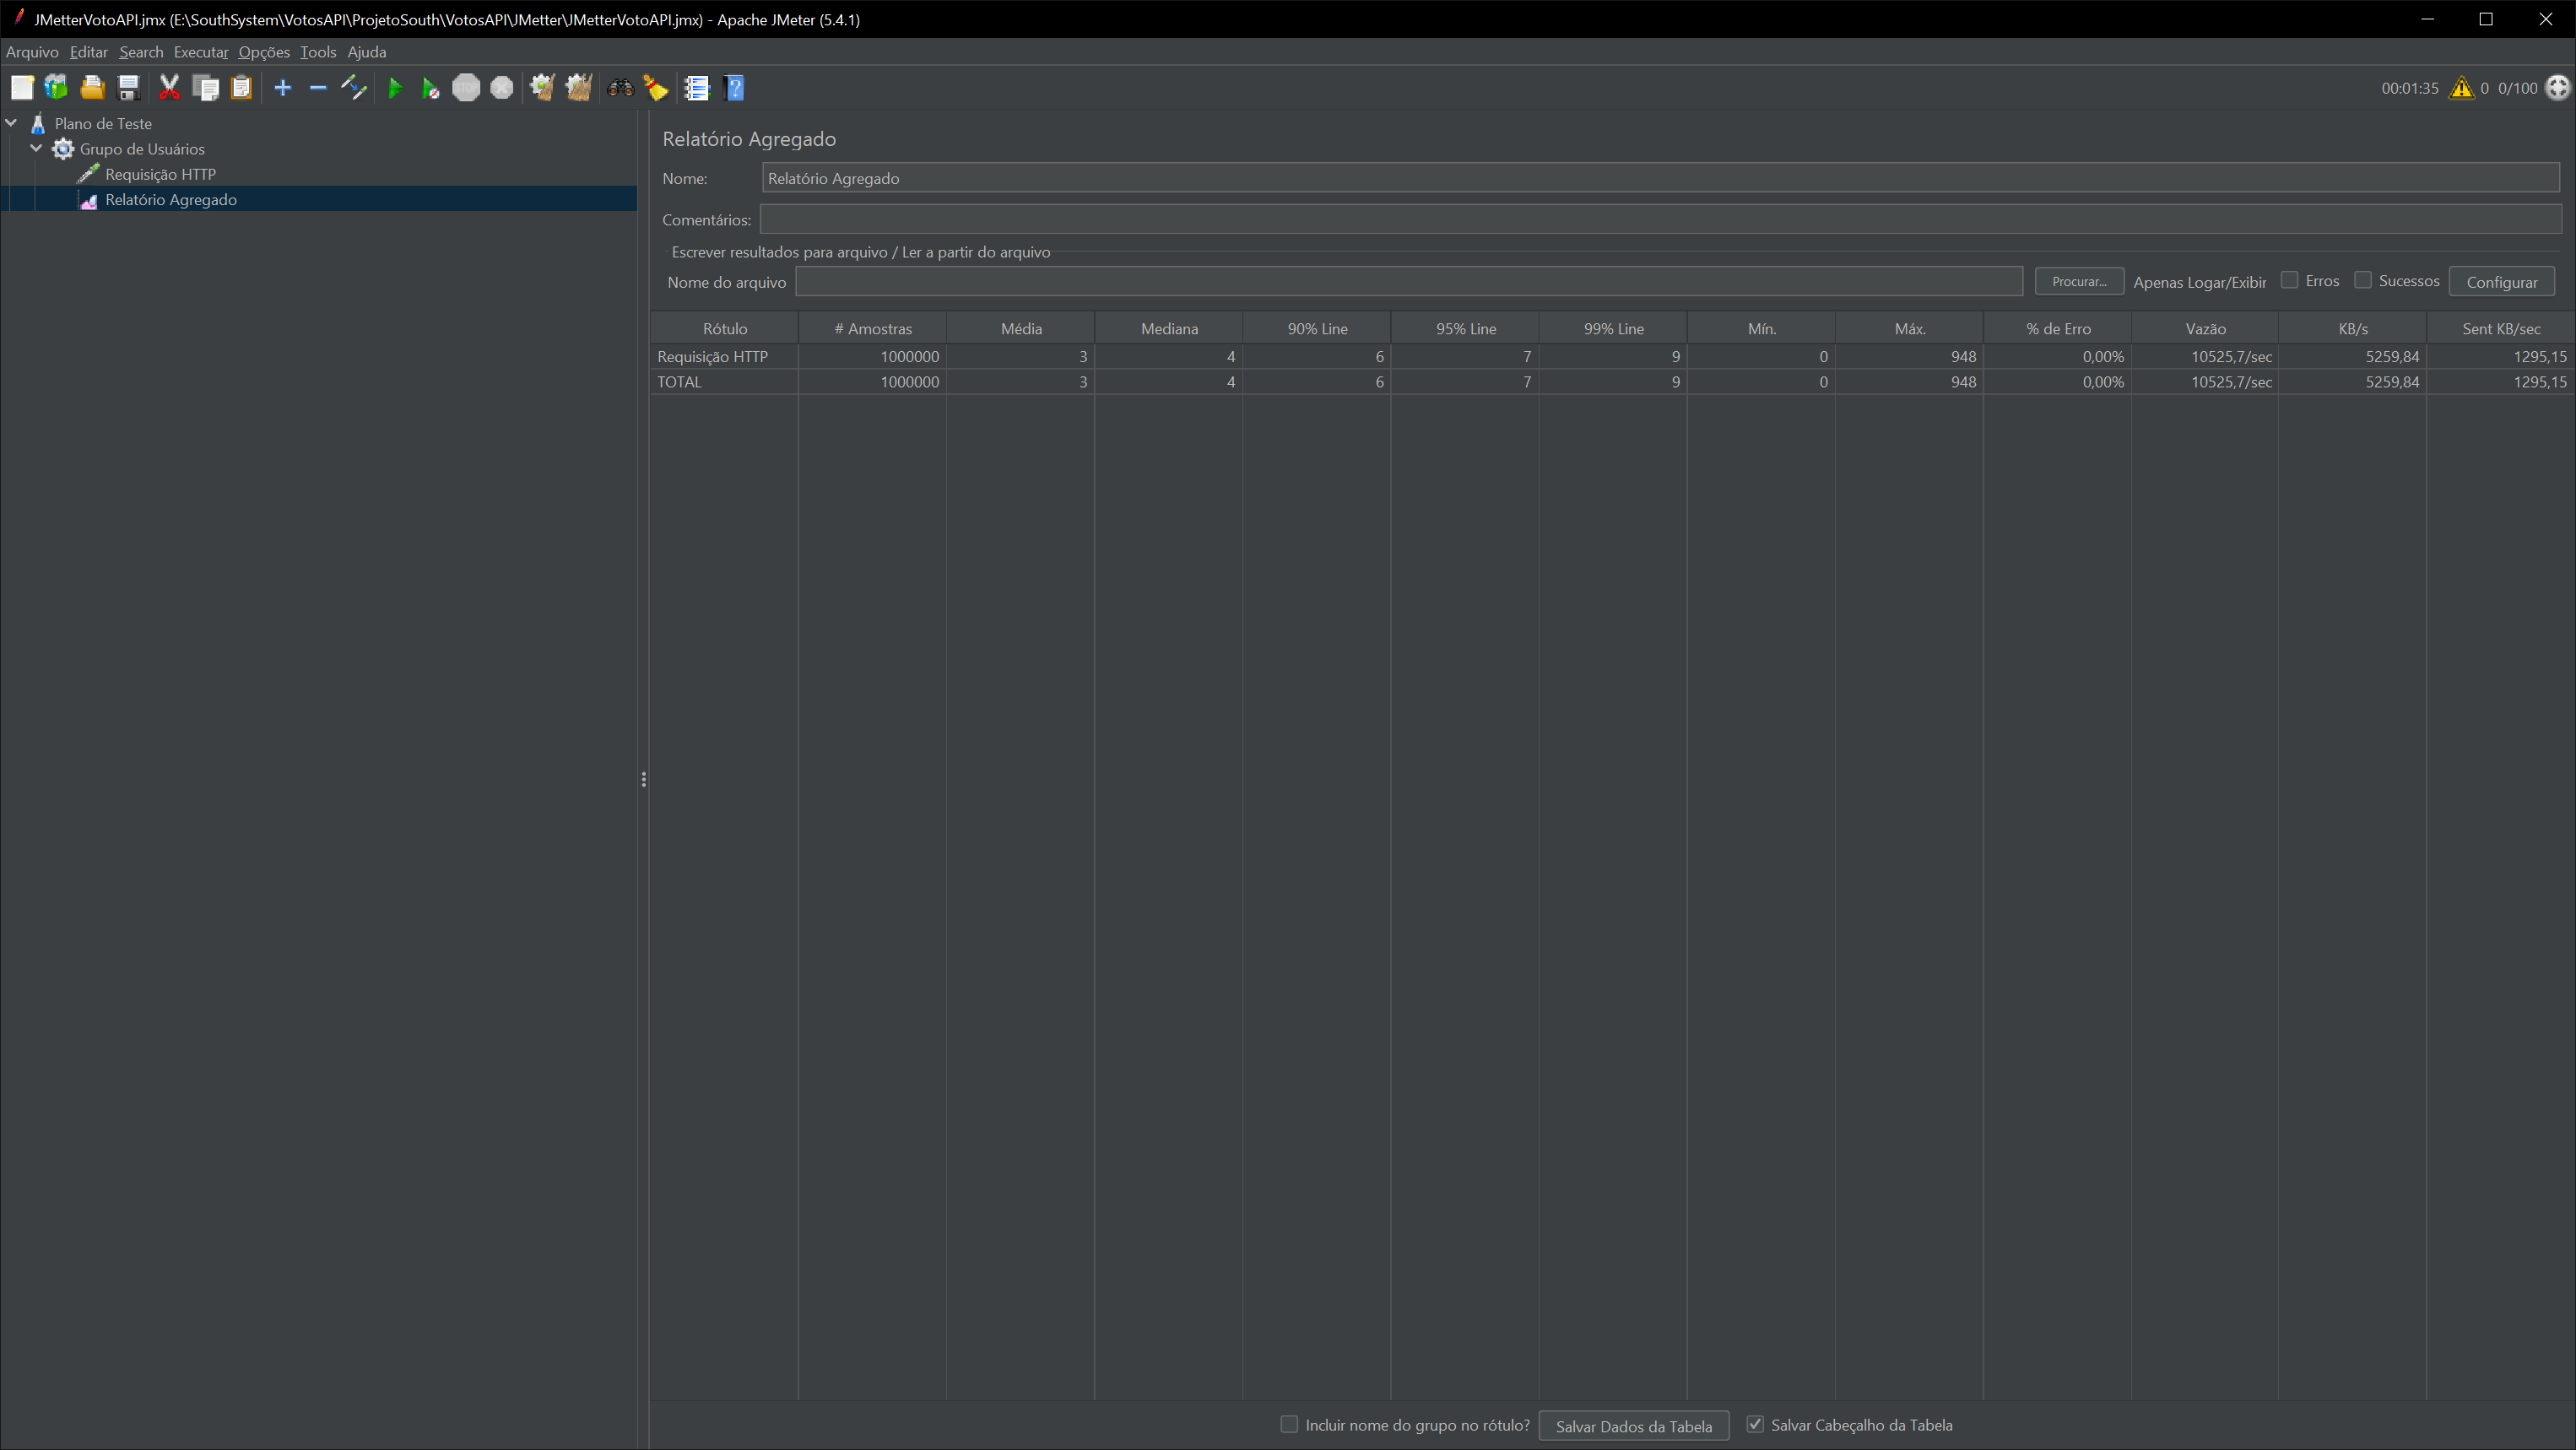 JMetterVotoAPI.jmx (E:\SouthSystem\VotosAPI\ProjetoSouth\VotosAPI\JMetter\JMetterVotoAPI.jmx) - Apache JMeter (5.4.1)
Arquivo Editar Search Executar Opções Tools Ajuda
STOP ? 00:01:35 0 0/100
Plano de Teste
Grupo de Usuários
Requisição HTTP
Relatório Agregado
Relatório Agregado
Nome: Relatório Agregado
Comentários:
Escrever resultados para arquivo / Ler a partir do arquivo
Nome do arquivo Procurar... Apenas Logar/Exibir Erros Sucessos Configurar
Rótulo # Amostras Média Mediana 90% Line 95% Line 99% Line Mín. Máx. % de Erro Vazão KB/s Sent KB/sec
Requisição HTTP 1000000 3 4 6 7 9 0 948 0,00% 10525,7/sec 5259,84 1295,15
TOTAL 1000000 3 4 6 7 9 0 948 0,00% 10525,7/sec 5259,84 1295,15
Incluir nome do grupo no rótulo? Salvar Dados da Tabela Salvar Cabeçalho da Tabela